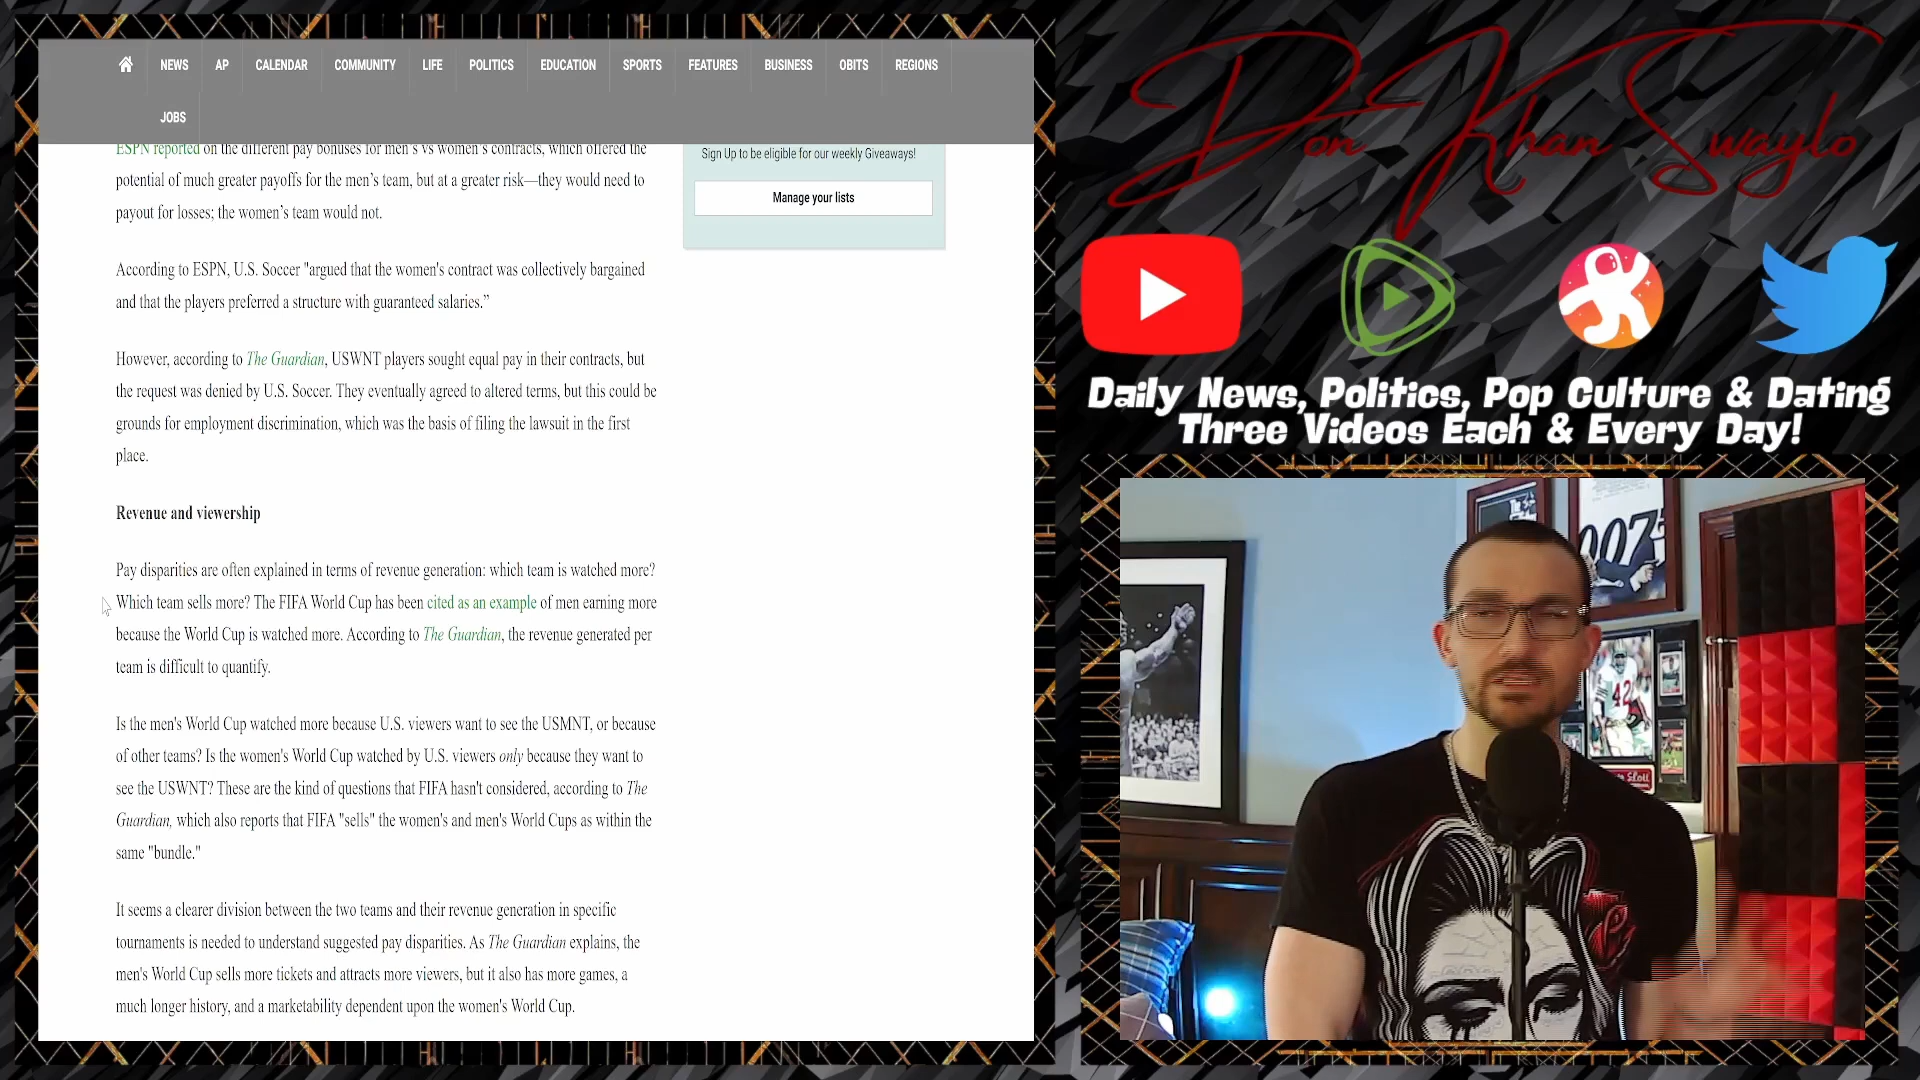 NEWS AP CALENDAR COMMUNITY LIFE POLITICS EDUCATION SPORTS FEATURES BUSINESS OBITS REGIONS
JOBS
ESPN reported on the different pay bonuses for men's vs women's contracts, which offered the
potential of much greater payoffs for the men's team, but at a greater risk—they would need to
payout for losses; the women's team would not.
According to ESPN, U.S. Soccer "argued that the women's contract was collectively bargained
and that the players preferred a structure with guaranteed salaries.”
However, according to The Guardian, USWNT players sought equal pay in their contracts, but
the request was denied by U.S. Soccer. They eventually agreed to altered terms, but this could be
grounds for employment discrimination, which was the basis of filing the lawsuit in the first
place.
Revenue and viewership
Pay disparities are often explained in terms of revenue generation: which team is watched more?
Which team sells more? The FIFA World Cup has been cited as an example of men earning more
because the World Cup is watched more. According to The Guardian, the revenue generated per
team is difficult to quantify.
Is the men's World Cup watched more because U.S. viewers want to see the USMNT, or because
of other teams? Is the women's World Cup watched by U.S. viewers only because they want to
see the USWNT? These are the kind of questions that FIFA hasn't considered, according to The
Guardian, which also reports that FIFA "sells" the women's and men's World Cups as within the
same "bundle."
It seems a clearer division between the two teams and their revenue generation in specific
tournaments is needed to understand suggested pay disparities. As The Guardian explains, the
men's World Cup sells more tickets and attracts more viewers, but it also has more games, a
much longer history, and a marketability dependent upon the women's World Cup.
Sign Up to be eligible for our weekly Giveaways!
Manage your lists
Don Khan Swaylo
Daily News, Politics, Pop Culture & Dating
Three Videos Each & Every Day!
007
42